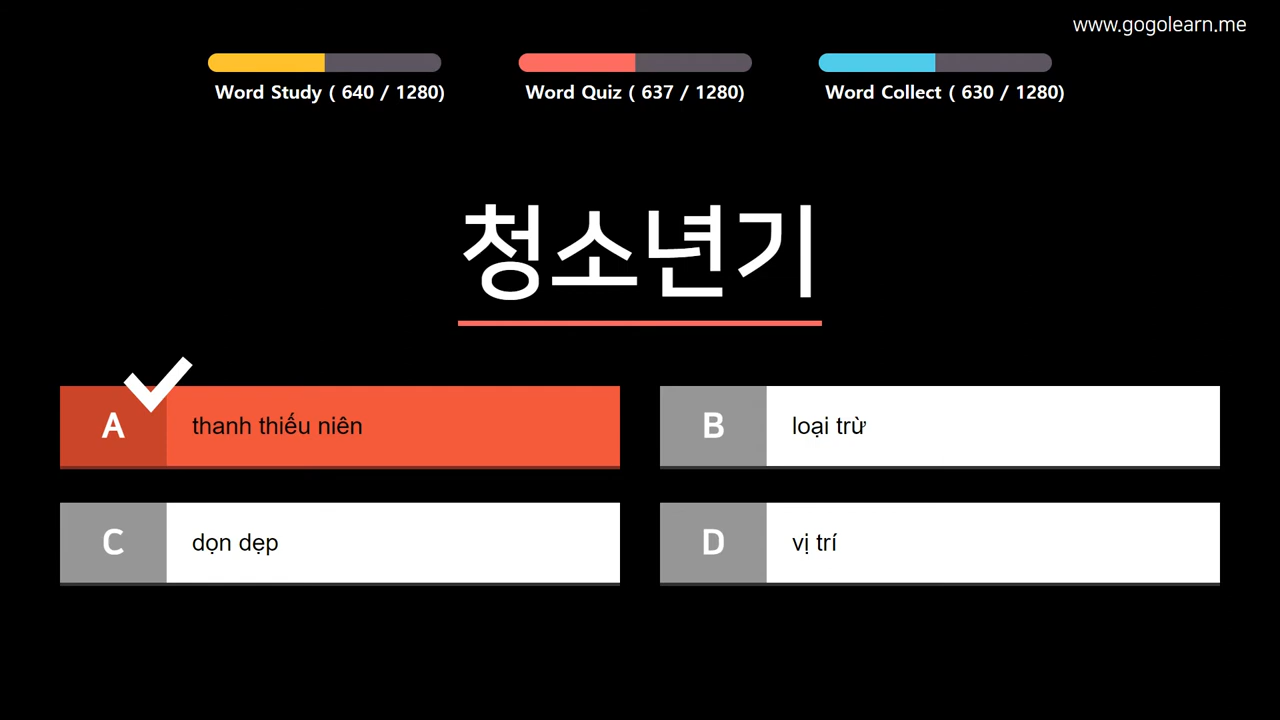 www.gogolearn.me
Word Study ( 640 / 1280)
Word Quiz ( 637 / 1280)
Word Collect ( 630 / 1280)
청소년기
A
thanh thiếu niên
B
loại trừ
C
dọn dẹp
D
vị trí